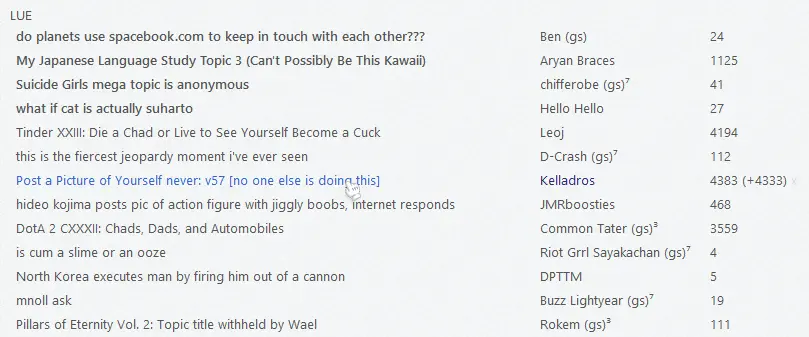 LUE
do planets use spacebook.com to keep in touch with each other??? Ben (gs) 24
My Japanese Language Study Topic 3 (Can't Possibly Be This Kawaii) Aryan Braces 1125
Suicide Girls mega topic is anonymous chifferobe (gs)⁷ 41
what if cat is actually suharto Hello Hello 27
Tinder XXIII: Die a Chad or Live to See Yourself Become a Cuck Leoj 4194
this is the fiercest jeopardy moment i've ever seen D-Crash (gs)⁷ 112
Post a Picture of Yourself never: v57 [no one else is doing this] Kelladros 4383 (+4333) x
hideo kojima posts pic of action figure with jiggly boobs, internet responds JMRboosties 468
DotA 2 CXXXII: Chads, Dads, and Automobiles Common Tater (gs)³ 3559
is cum a slime or an ooze Riot Grrl Sayakachan (gs)⁷ 4
North Korea executes man by firing him out of a cannon DPTTM 5
mnoll ask Buzz Lightyear (gs)⁷ 19
Pillars of Eternity Vol. 2: Topic title withheld by Wael Rokem (gs)³ 111